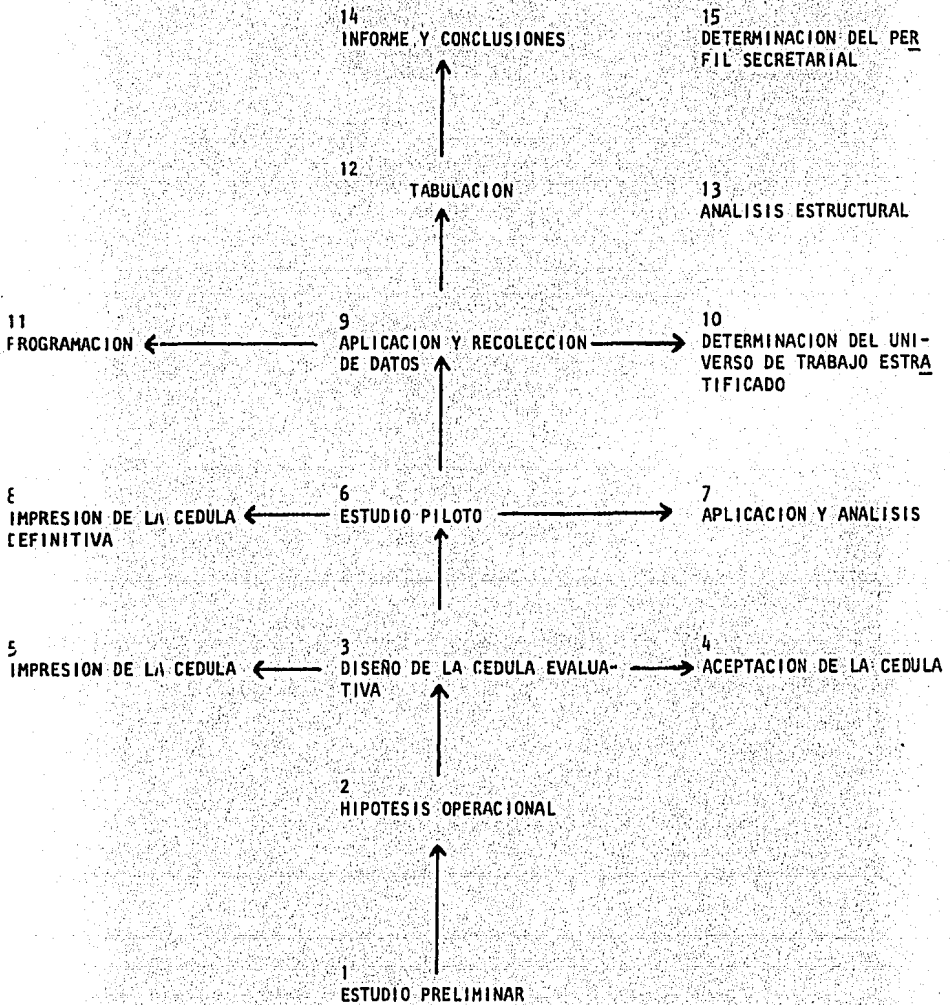 14
INFORME Y CONCLUSIONES
15
DETERMINACION DEL PER
FIL SECRETARIAL
12
TABULACION
13
ANALISIS ESTRUCTURAL
11
PROGRAMACION
9
APLICACION Y RECOLECCION
DE DATOS
10
DETERMINACION DEL UNI-
VERSO DE TRABAJO ESTRA
TIFICADO
8
IMPRESION DE LA CEDULA
DEFINITIVA
6
ESTUDIO PILOTO
7
APLICACION Y ANALISIS
5
IMPRESION DE LA CEDULA
3
DISEÑO DE LA CEDULA EVALUA-
TIVA
4
ACEPTACION DE LA CEDULA
2
HIPOTESIS OPERACIONAL
1
ESTUDIO PRELIMINAR